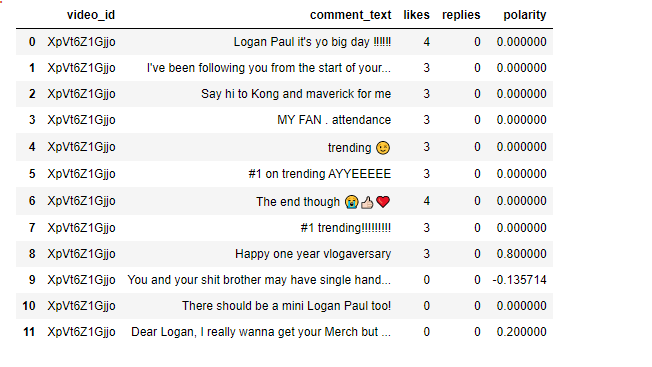 video_id comment_text likes replies polarity
0 XpVt6Z1Gjjo Logan Paul it's yo big day !!!!!! 4 0 0.000000
1 XpVt6Z1Gjjo I've been following you from the start of your... 3 0 0.000000
2 XpVt6Z1Gjjo Say hi to Kong and maverick for me 3 0 0.000000
3 XpVt6Z1Gjjo MY FAN . attendance 3 0 0.000000
4 XpVt6Z1Gjjo trending 😉 3 0 0.000000
5 XpVt6Z1Gjjo #1 on trending AYYEEEEE 3 0 0.000000
6 XpVt6Z1Gjjo The end though 😭👍🏻❤️ 4 0 0.000000
7 XpVt6Z1Gjjo #1 trending!!!!!!!!! 3 0 0.000000
8 XpVt6Z1Gjjo Happy one year vlogaversary 3 0 0.800000
9 XpVt6Z1Gjjo You and your shit brother may have single hand... 0 0 -0.135714
10 XpVt6Z1Gjjo There should be a mini Logan Paul too! 0 0 0.000000
11 XpVt6Z1Gjjo Dear Logan, I really wanna get your Merch but ... 0 0 0.200000